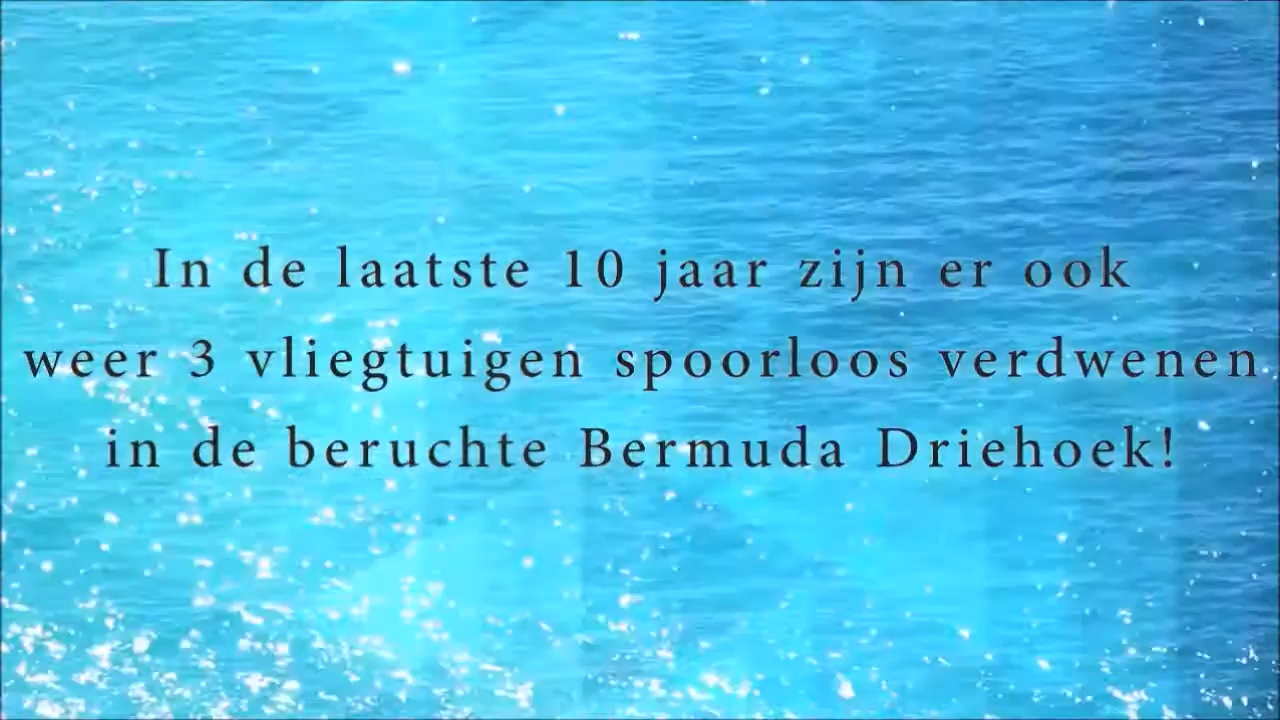 In de laatste 10 jaar zijn er ook
weer 3 vliegtuigen spoorloos verdwenen
in de beruchte Bermuda Driehoek!